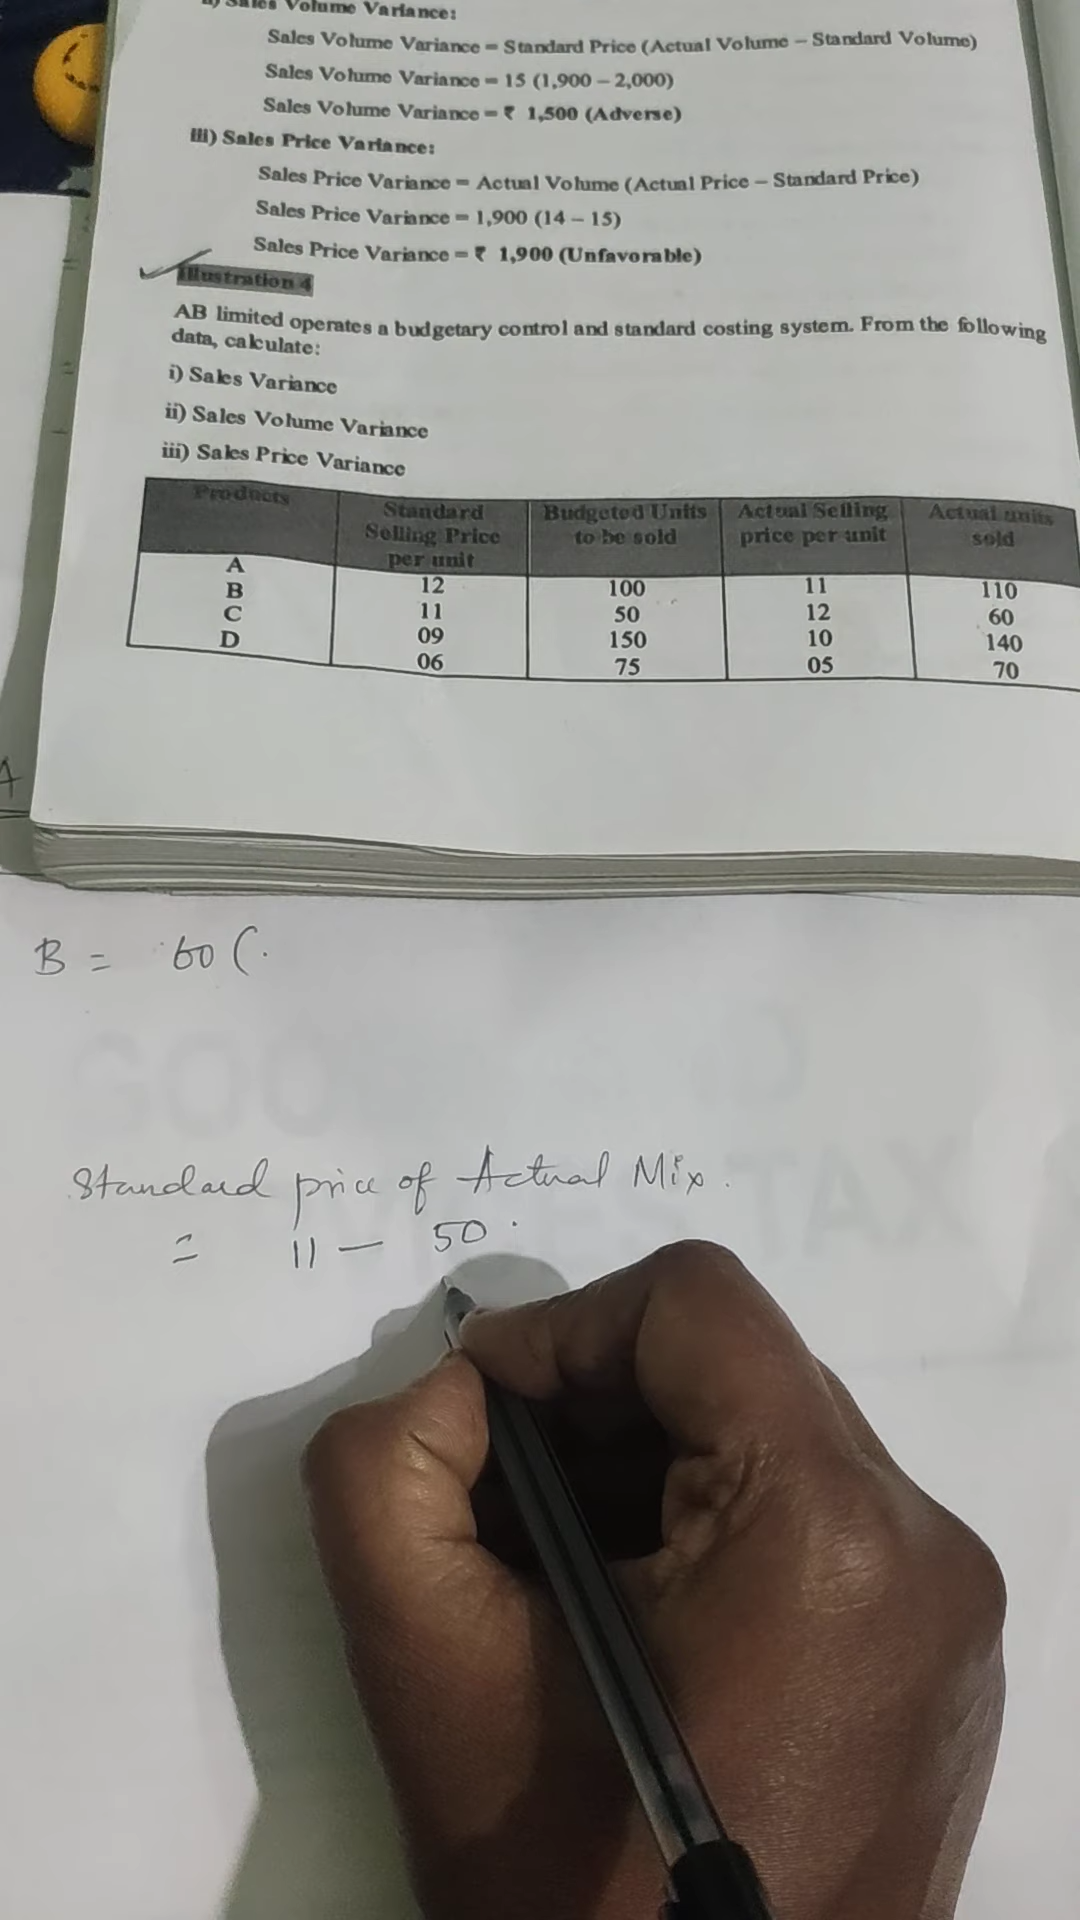 ii) Sales Volume Variance:
Sales Volume Variance = Standard Price (Actual Volume – Standard Volume)
Sales Volume Variance = 15 (1,900 – 2,000)
Sales Volume Variance = ₹ 1,500 (Adverse)
iii) Sales Price Variance:
Sales Price Variance = Actual Volume (Actual Price – Standard Price)
Sales Price Variance = 1,900 (14 – 15)
Sales Price Variance = ₹ 1,900 (Unfavorable)
Illustration 4
AB limited operates a budgetary control and standard costing system. From the following
data, calculate:
i) Sales Variance
ii) Sales Volume Variance
iii) Sales Price Variance
Products Standard Selling Price per unit Budgeted Units to be sold Actual Selling price per unit Actual units sold
A 12 100 11 110
B 11 50 12 60
C 09 150 10 140
D 06 75 05 70
B = 60 (
Standard price of Actual Mix.
= 11 — 50